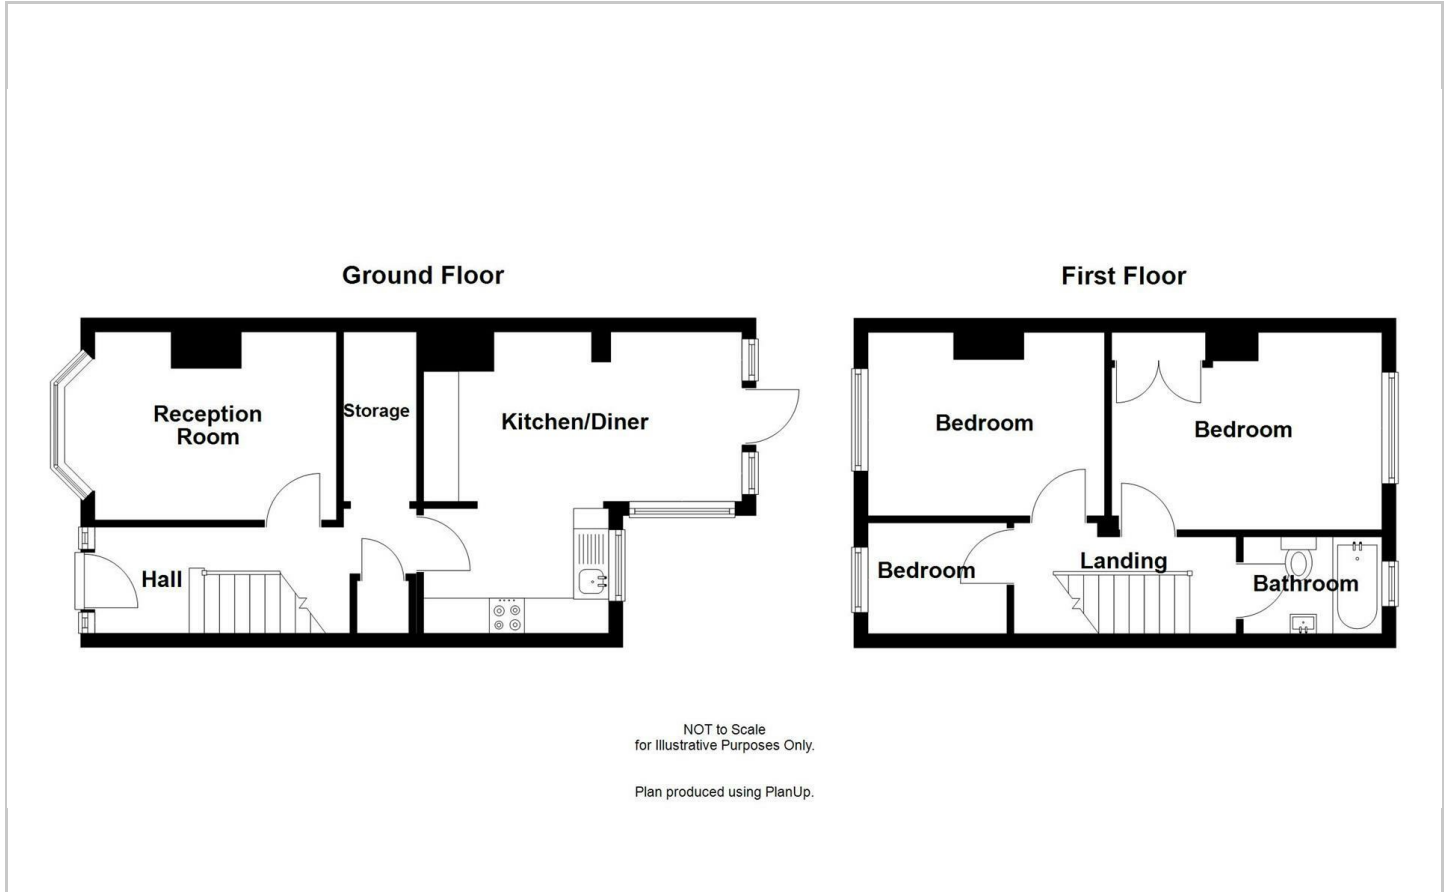 Ground Floor
Reception
Room
Storage
Kitchen/Diner
Hall
First Floor
Bedroom
Bedroom
Bedroom
Landing
Bathroom
NOT to Scale
for Illustrative Purposes Only.
Plan produced using PlanUp.